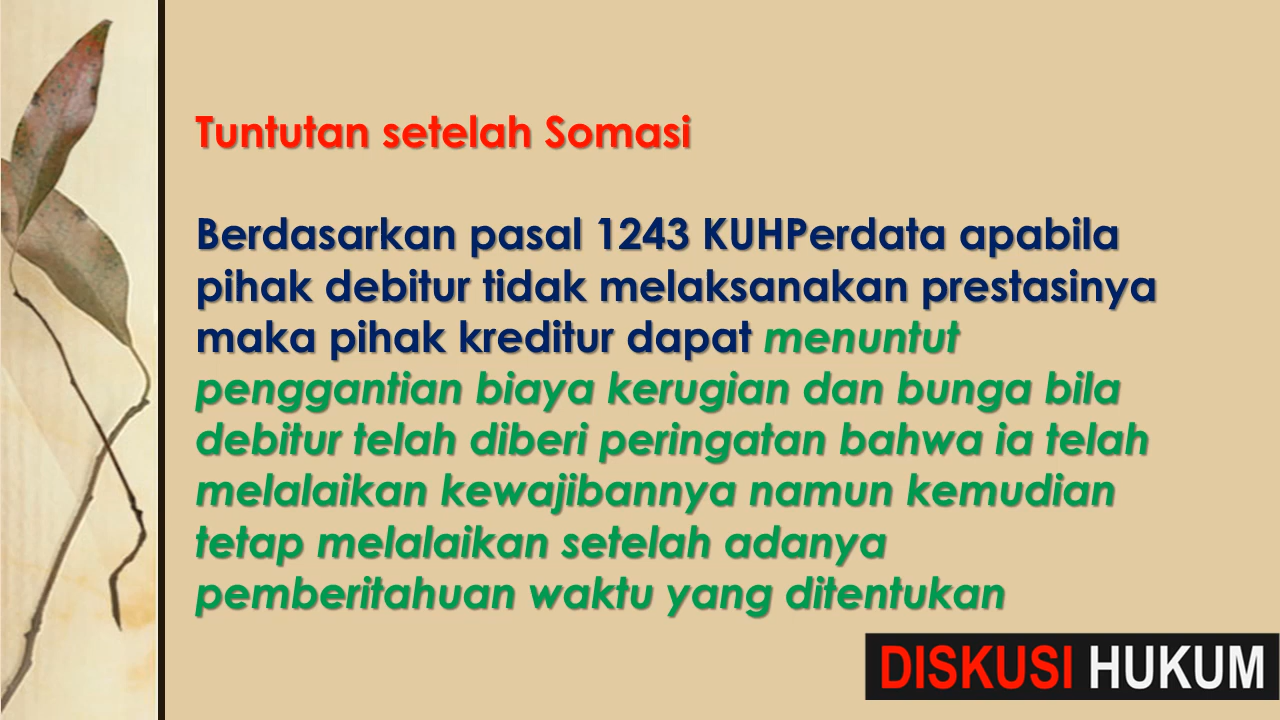 Tuntutan setelah Somasi
Berdasarkan pasal 1243 KUHPerdata apabila
pihak debitur tidak melaksanakan prestasinya
maka pihak kreditur dapat menuntut
penggantian biaya kerugian dan bunga bila
debitur telah diberi peringatan bahwa ia telah
melalaikan kewajibannya namun kemudian
tetap melalaikan setelah adanya
pemberitahuan waktu yang ditentukan
DISKUSI HUKUM